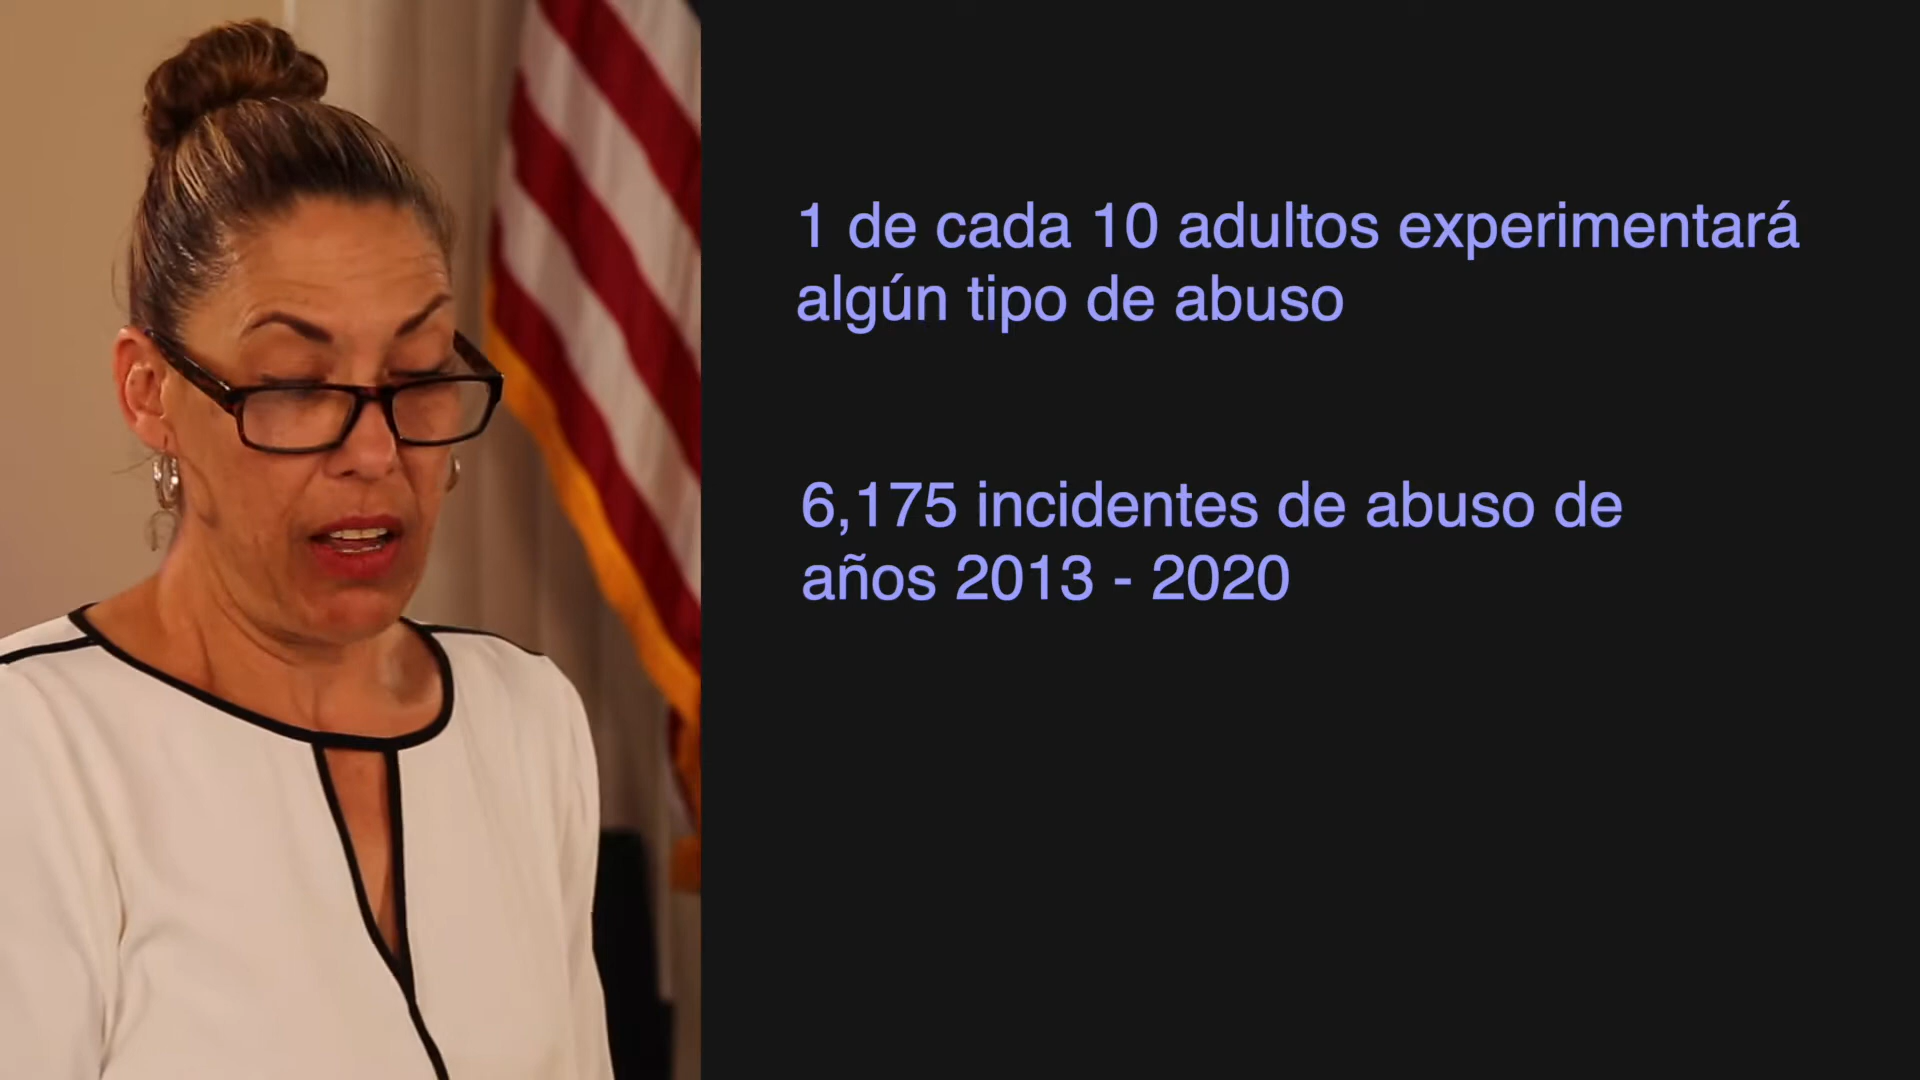 1 de cada 10 adultos experimentará
algún tipo de abuso
6,175 incidentes de abuso de
años 2013 - 2020